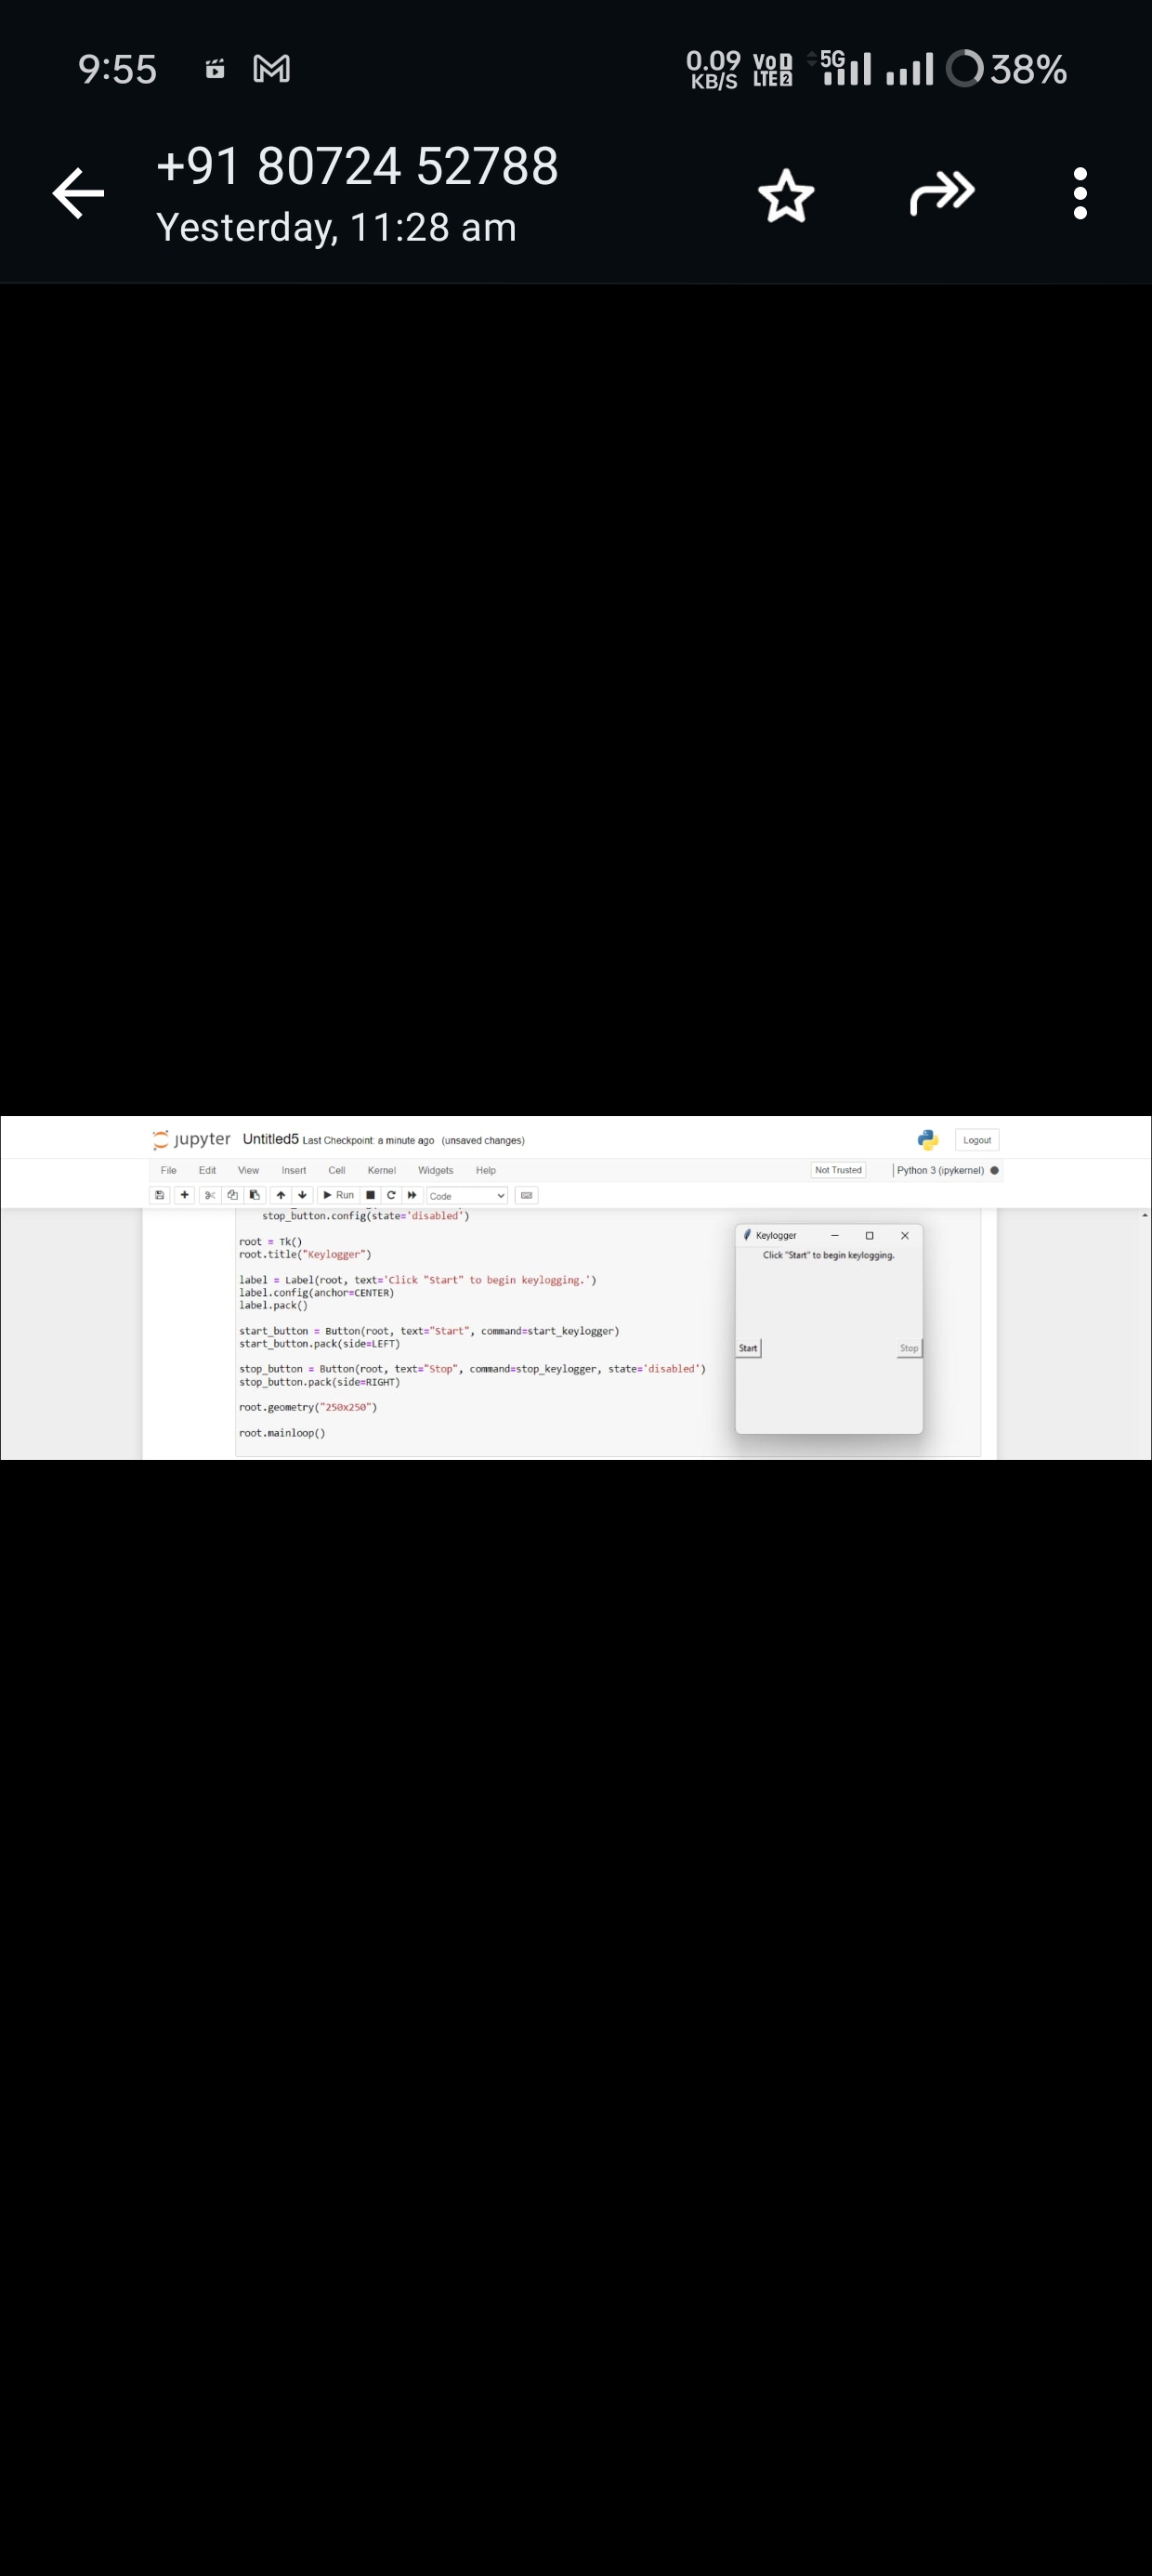 9:55
0.09 KB/S VoD LTE 2 5G 38%
+91 80724 52788
Yesterday, 11:28 am
jupyter Untitled5 Last Checkpoint: a minute ago (unsaved changes)
Logout
File Edit View Insert Cell Kernel Widgets Help
Not Trusted
Python 3 (ipykernel)
Run
Code
stop_button.config(state='disabled')
root = Tk()
root.title("Keylogger")
label = Label(root, text='Click "Start" to begin keylogging.')
label.config(anchor=CENTER)
label.pack()
start_button = Button(root, text="Start", command=start_keylogger)
start_button.pack(side=LEFT)
stop_button = Button(root, text="Stop", command=stop_keylogger, state='disabled')
stop_button.pack(side=RIGHT)
root.geometry("250x250")
root.mainloop()
Keylogger
Click "Start" to begin keylogging.
Start
Stop